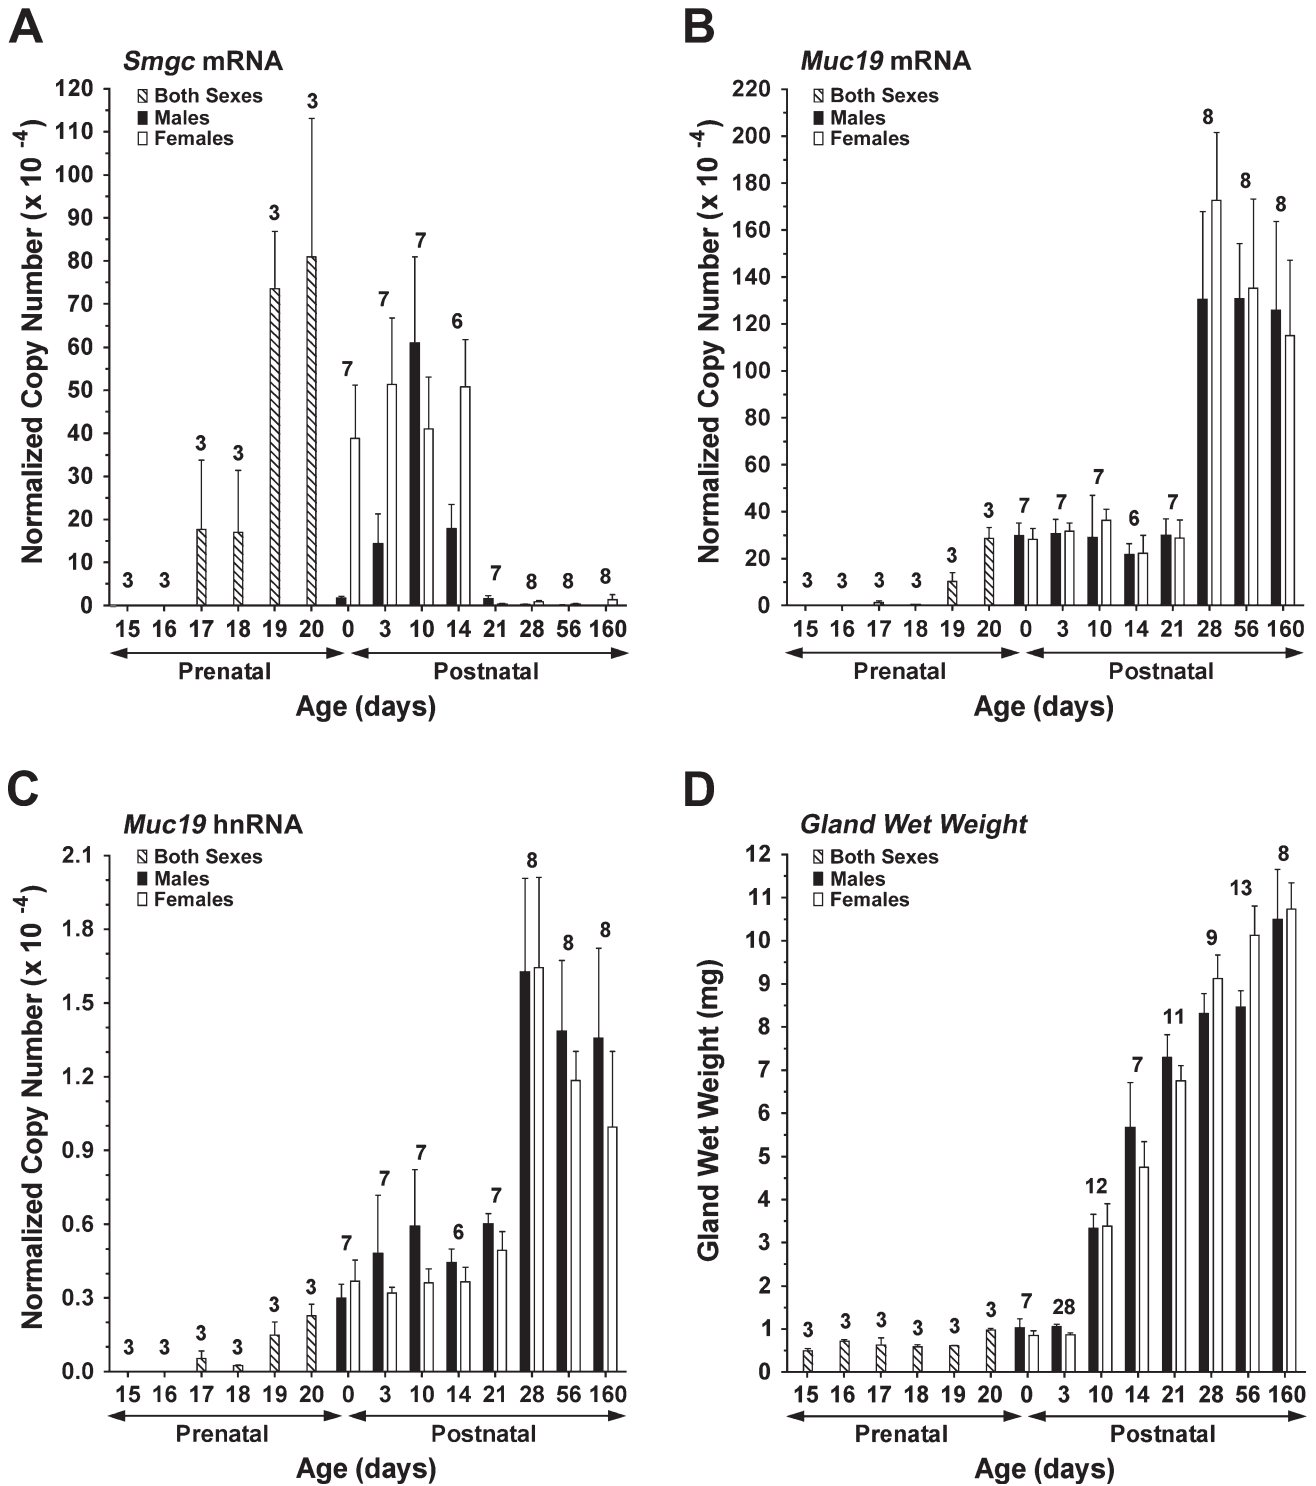 A
Smgc mRNA
Both Sexes
Males
Females
Normalized Copy Number (x 10 -4)
120
110
100
90
80
70
60
50
40
30
20
10
0
3 3 3 3 3 3 7 7 7 6 7 8 8 8
15 16 17 18 19 20 0 3 10 14 21 28 56 160
Prenatal Postnatal
Age (days)
B
Muc19 mRNA
Both Sexes
Males
Females
Normalized Copy Number (x 10 -4)
220
200
180
160
140
120
100
80
60
40
20
0
3 3 3 3 3 3 7 7 7 6 7 8 8 8
15 16 17 18 19 20 0 3 10 14 21 28 56 160
Prenatal Postnatal
Age (days)
C
Muc19 hnRNA
Both Sexes
Males
Females
Normalized Copy Number (x 10 -4)
2.1
1.8
1.5
1.2
0.9
0.6
0.3
0.0
3 3 3 3 3 3 7 7 7 6 7 8 8 8
15 16 17 18 19 20 0 3 10 14 21 28 56 160
Prenatal Postnatal
Age (days)
D
Gland Wet Weight
Both Sexes
Males
Females
Gland Wet Weight (mg)
12
11
10
9
8
7
6
5
4
3
2
1
0
3 3 3 3 3 3 7 28 12 7 11 9 13 8
15 16 17 18 19 20 0 3 10 14 21 28 56 160
Prenatal Postnatal
Age (days)